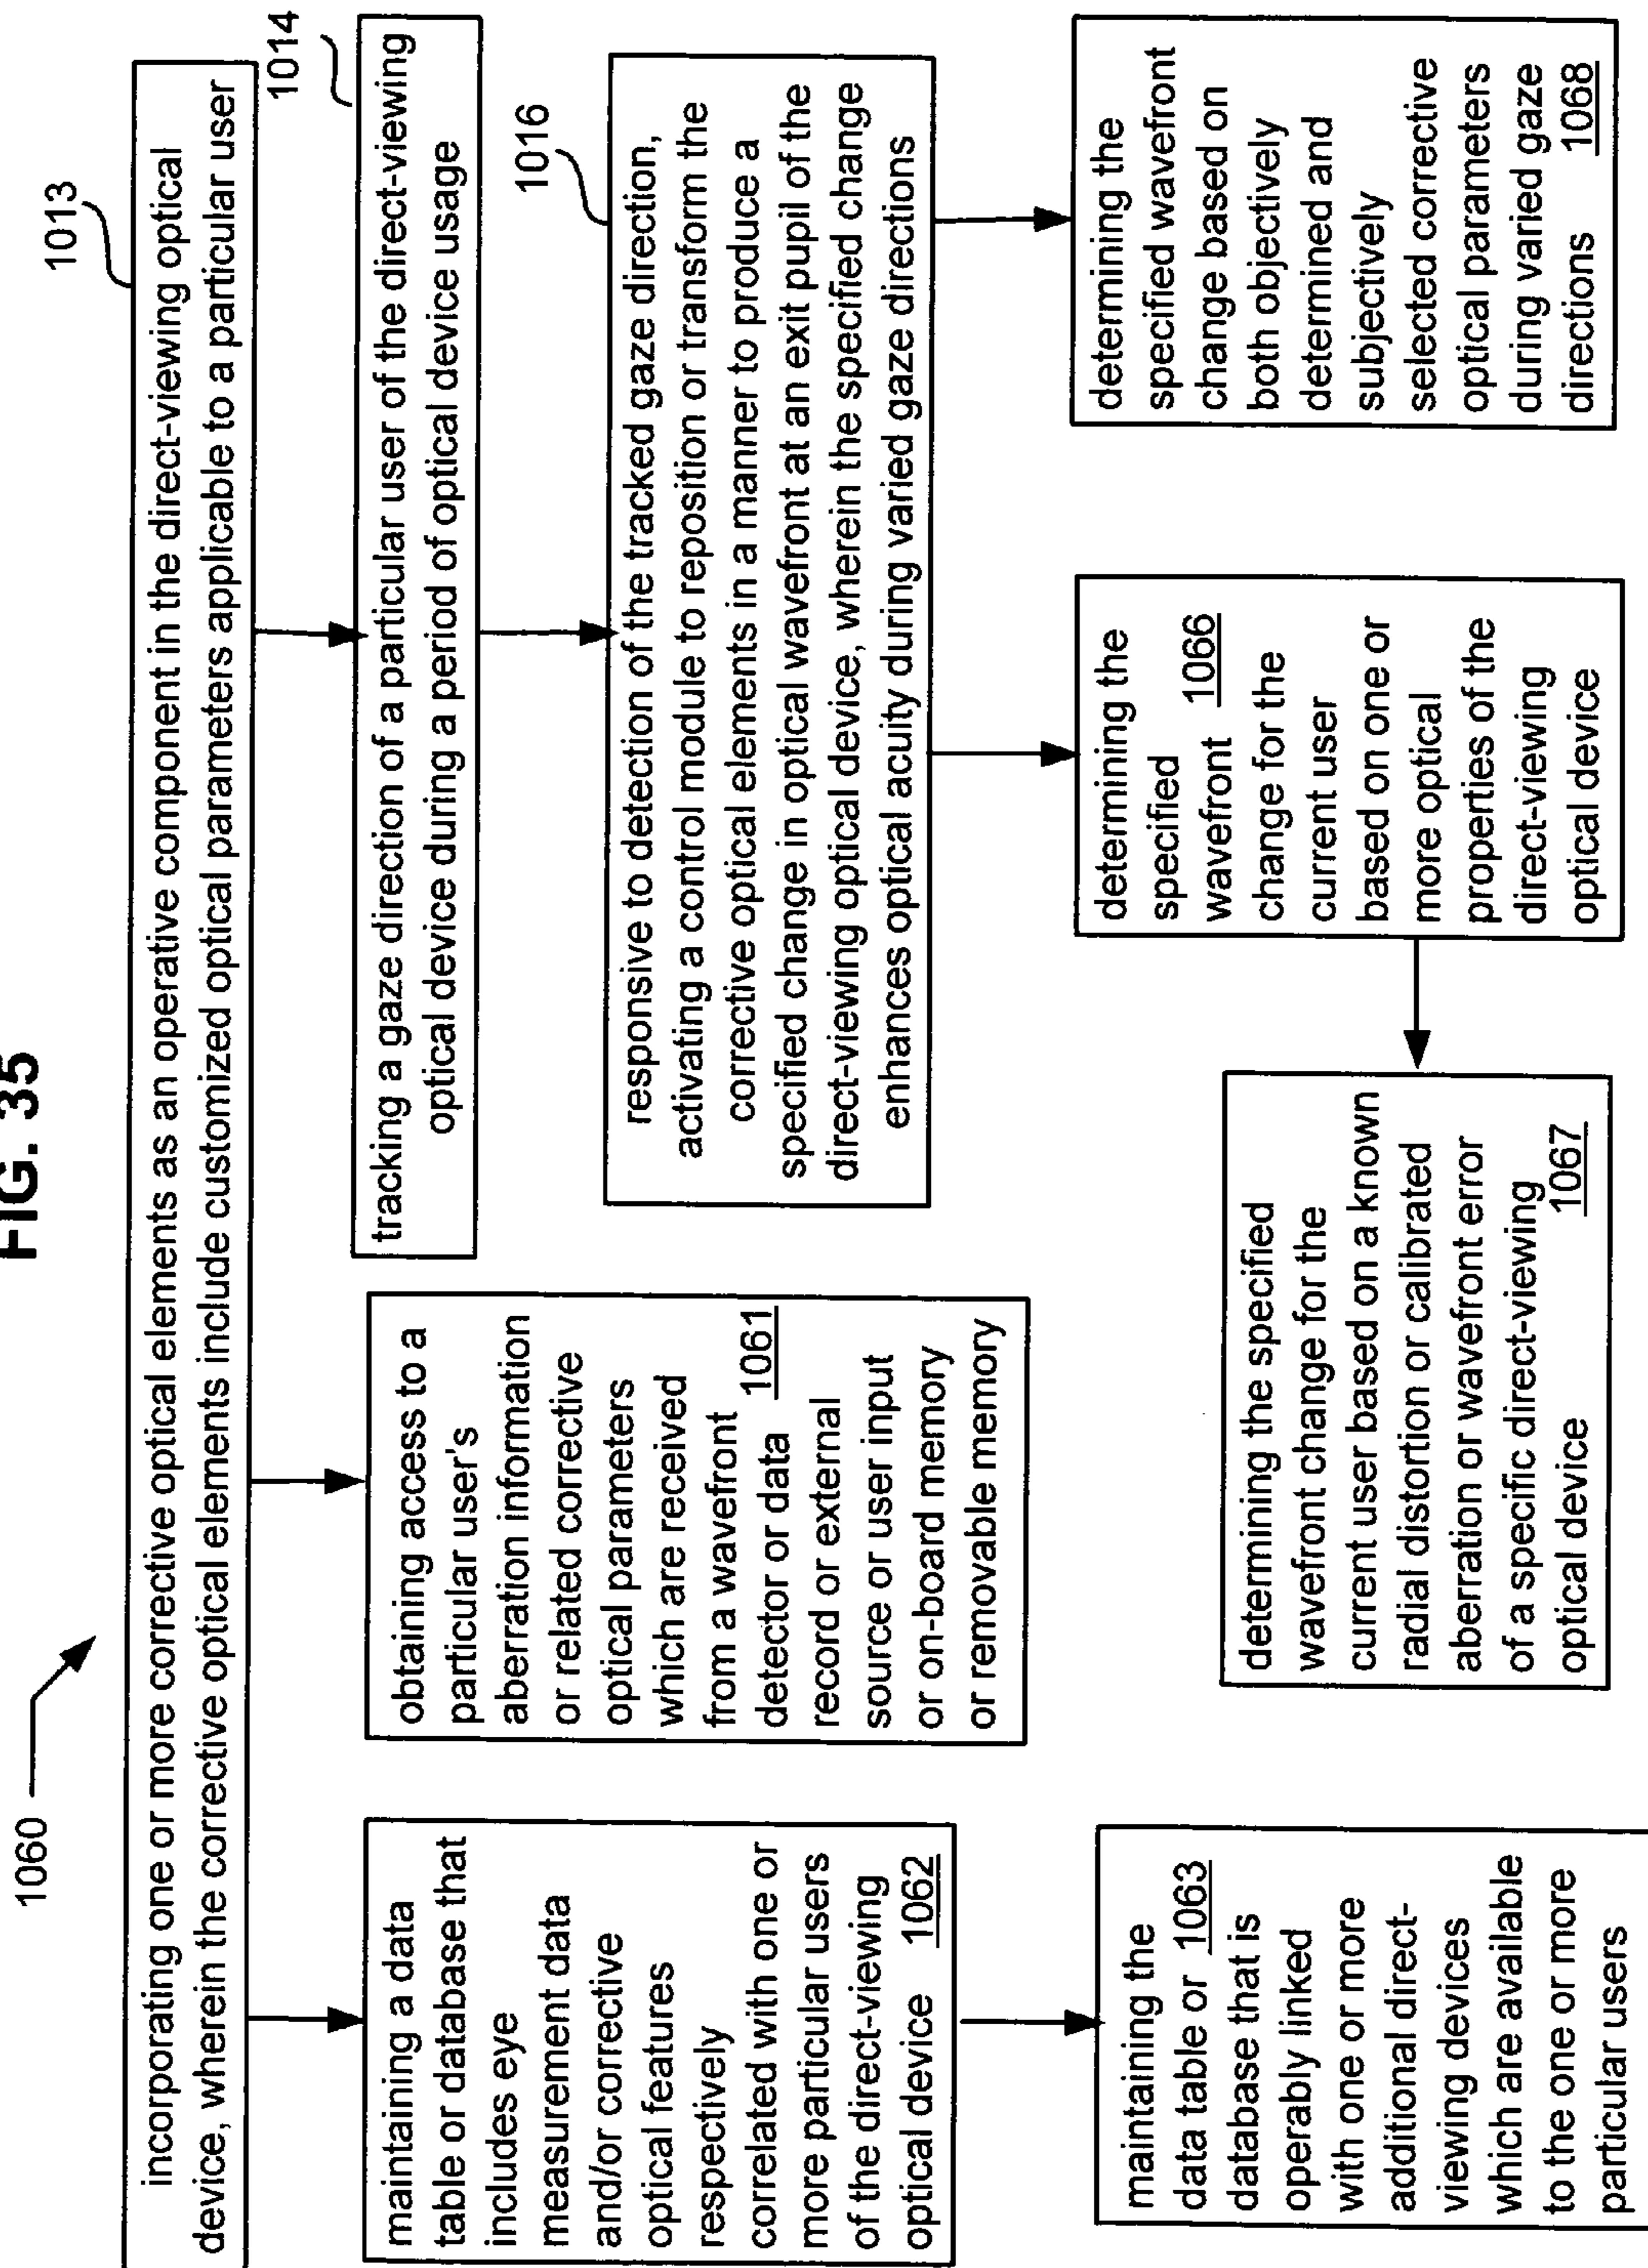 FIG. 35
1060
1013
incorporating one or more corrective optical elements as an operative component in the direct-viewing optical
device, wherein the corrective optical elements include customized optical parameters applicable to a particular user
1014
tracking a gaze direction of a particular user of the direct-viewing
optical device during a period of optical device usage
1016
responsive to detection of the tracked gaze direction,
activating a control module to reposition or transform the
corrective optical elements in a manner to produce a
specified change in optical wavefront at an exit pupil of the
direct-viewing optical device, wherein the specified change
enhances optical acuity during varied gaze directions
maintaining a data
table or database that
includes eye
measurement data
and/or corrective
optical features
respectively
correlated with one or
more particular users
of the direct-viewing
optical device 1062
obtaining access to a
particular user's
aberration information
or related corrective
optical parameters
which are received
from a wavefront
detector or data 1061
record or external
source or user input
or on-board memory
or removable memory
maintaining the
data table or 1063
database that is
operably linked
with one or more
additional direct-
viewing devices
which are available
to the one or more
particular users
determining the specified
wavefront change for the
current user based on a known
radial distortion or calibrated
aberration or wavefront error
of a specific direct-viewing
optical device 1067
determining the
specified
wavefront 1066
change for the
current user
based on one or
more optical
properties of the
direct-viewing
optical device
determining the
specified wavefront
change based on
both objectively
determined and
subjectively
selected corrective
optical parameters
during varied gaze
directions 1068